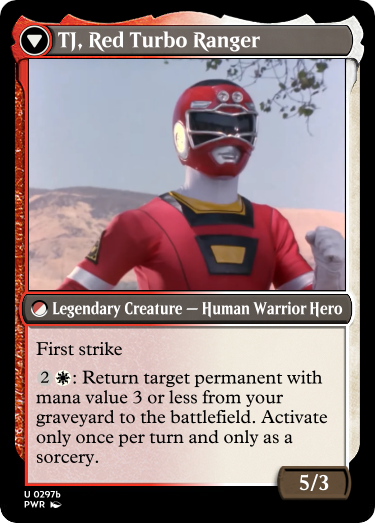 TJ, Red Turbo Ranger
Legendary Creature — Human Warrior Hero
First strike
2 : Return target permanent with
mana value 3 or less from your
graveyard to the battlefield. Activate
only once per turn and only as a
sorcery.
5/3
U 0297b
PWR